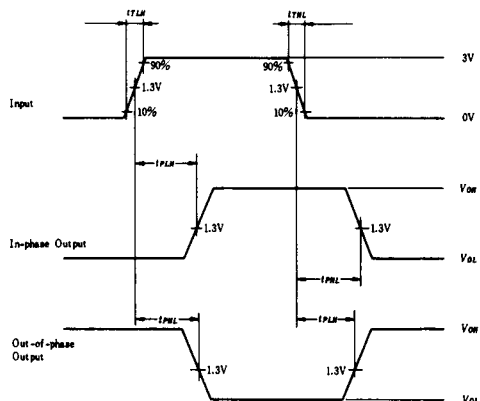 tTLH tTHL
90% 90% 3V
Input 1.3V 1.3V
10% 10% 0V
tPLH
VOH
1.3V 1.3V
In-phase Output
VOL
tPHL
tPHL tPLH
VOH
Out-of-phase
Output
1.3V 1.3V
VOL